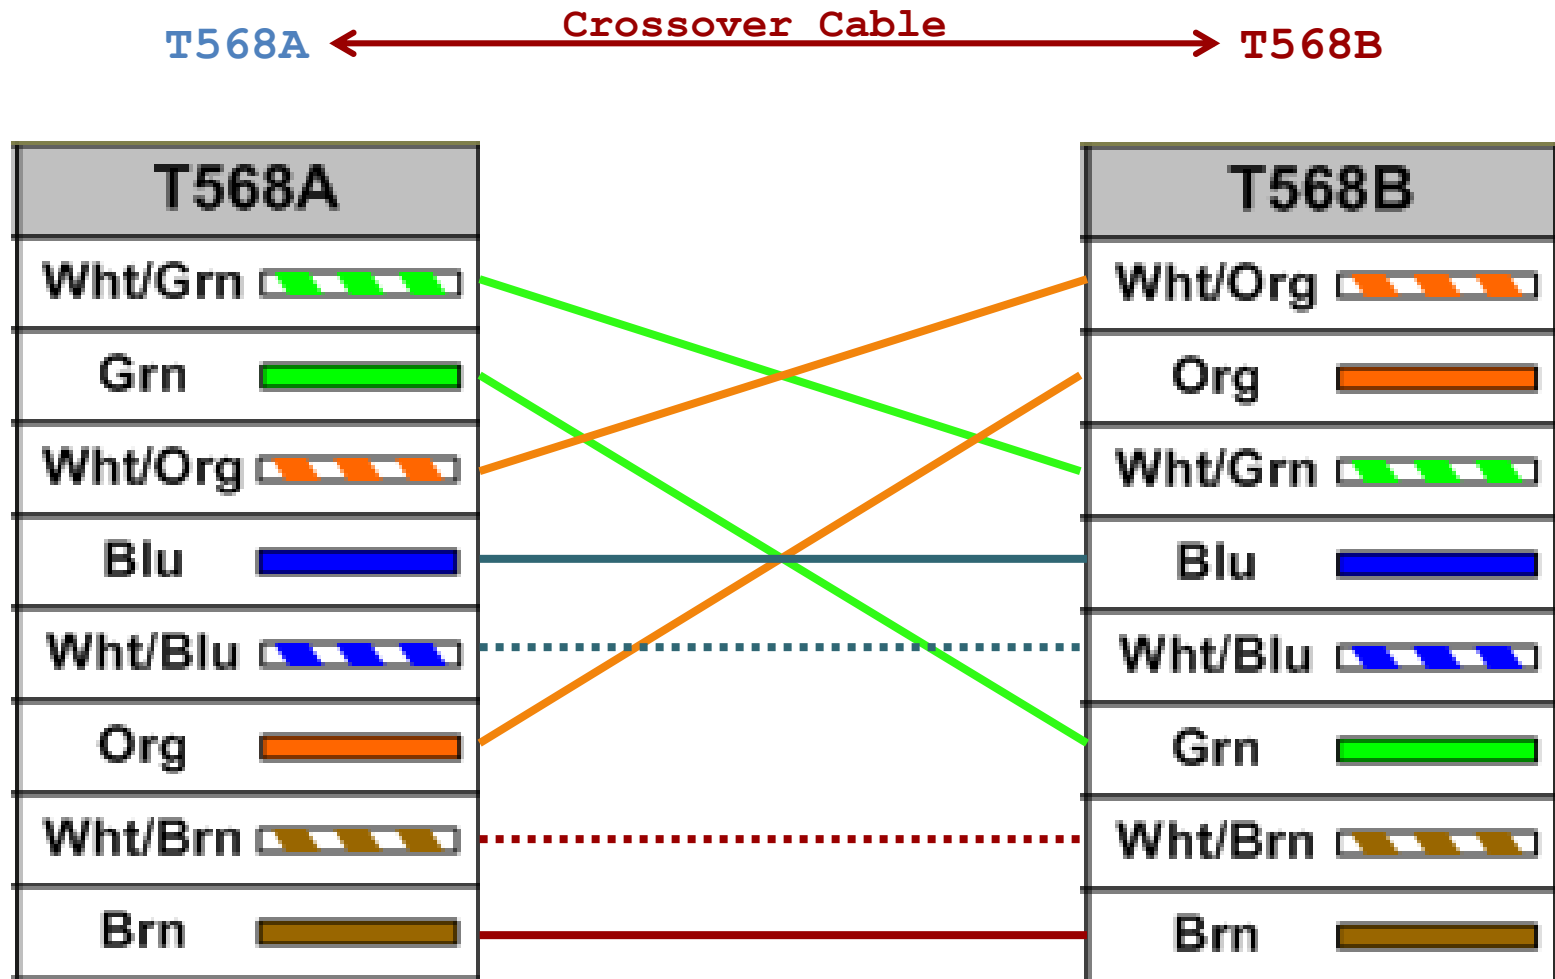 Crossover Cable
T568A T568B
T568A T568B
Wht/Grn Wht/Org
Grn Org
Wht/Org Wht/Grn
Blu Blu
Wht/Blu Wht/Blu
Org Grn
Wht/Brn Wht/Brn
Brn Brn